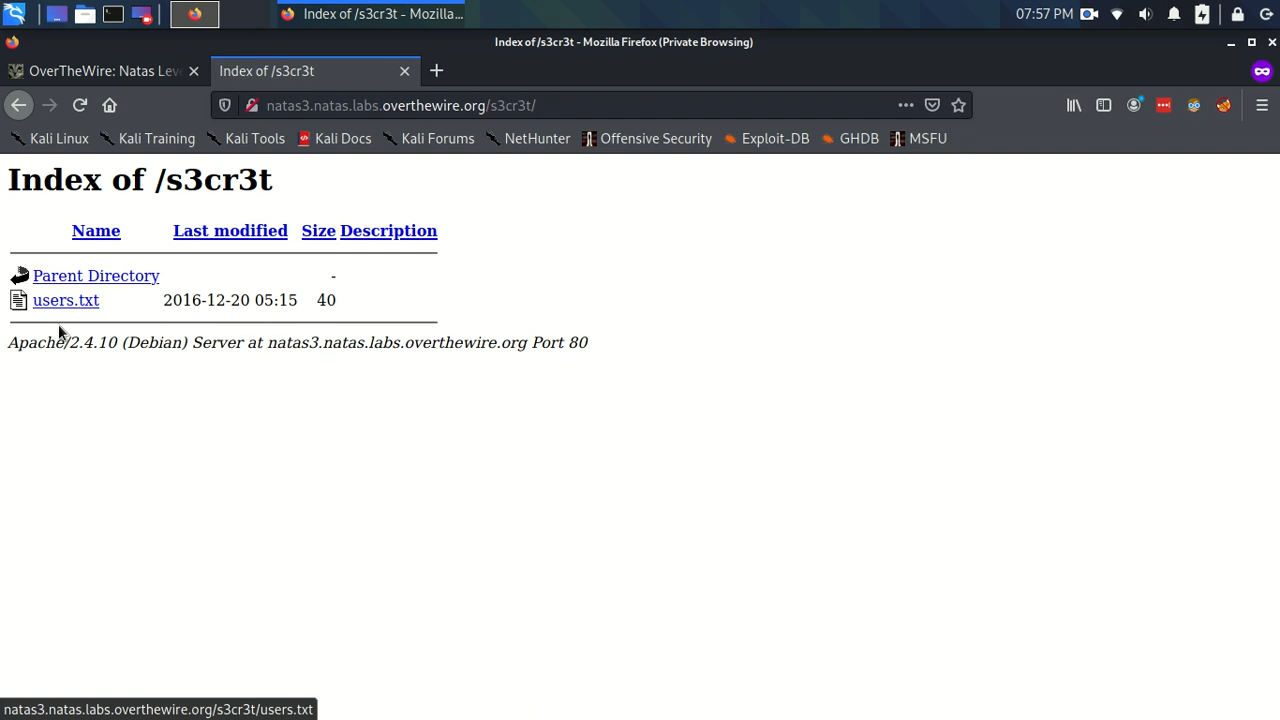 Index of /s3cr3t - Mozilla... 07:57 PM
Index of /s3cr3t - Mozilla Firefox (Private Browsing)
OverTheWire: Natas Leve
Index of /s3cr3t
natas3.natas.labs.overthewire.org/s3cr3t/
Kali Linux Kali Training Kali Tools Kali Docs Kali Forums NetHunter Offensive Security Exploit-DB GHDB MSFU
Index of /s3cr3t
Name Last modified Size Description
Parent Directory -
users.txt 2016-12-20 05:15 40
Apache/2.4.10 (Debian) Server at natas3.natas.labs.overthewire.org Port 80
natas3.natas.labs.overthewire.org/s3cr3t/users.txt